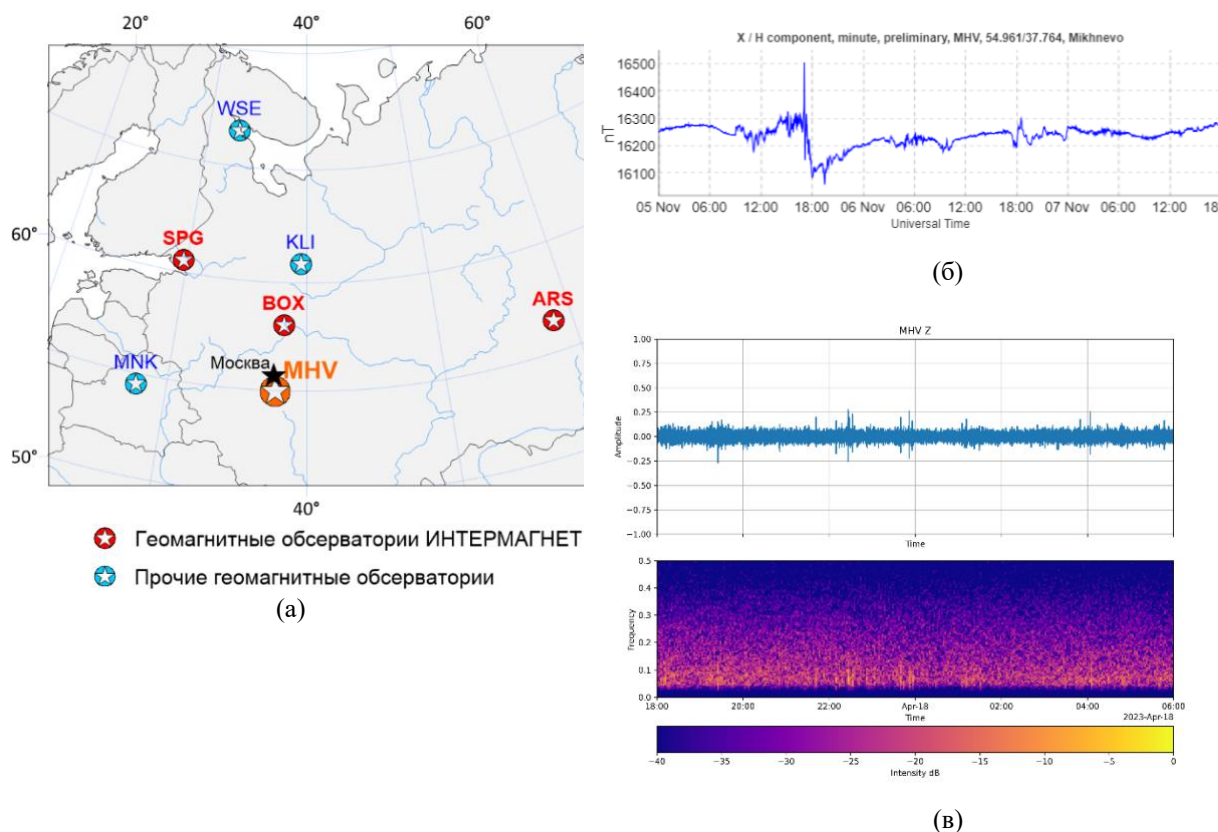 20°
40°
60°
WSE
60°
SPG
KLI
BOX
ARS
MNK
Москва
MHV
50°
40°
Геомагнитные обсерватории ИНТЕРМАГНЕТ
Прочие геомагнитные обсерватории
(а)
X / H component, minute, preliminary, MHV, 54.961/37.764, Mikhnevo
16500
16400
16300
16200
16100
nT
05 Nov 06:00 12:00 18:00 06 Nov 06:00 12:00 18:00 07 Nov 06:00 12:00 18
Universal Time
(б)
MHV Z
1.00
0.75
0.50
0.25
0.00
−0.25
−0.50
−0.75
−1.00
Amplitude
Time
0.5
0.4
0.3
0.2
0.1
0.0
Frequency
18:00 20:00 22:00 Apr-18 02:00 04:00 06:00
Time 2023-Apr-18
−40 −35 −30 −25 −20 −15 −10 −5 0
Intensity dB
(в)